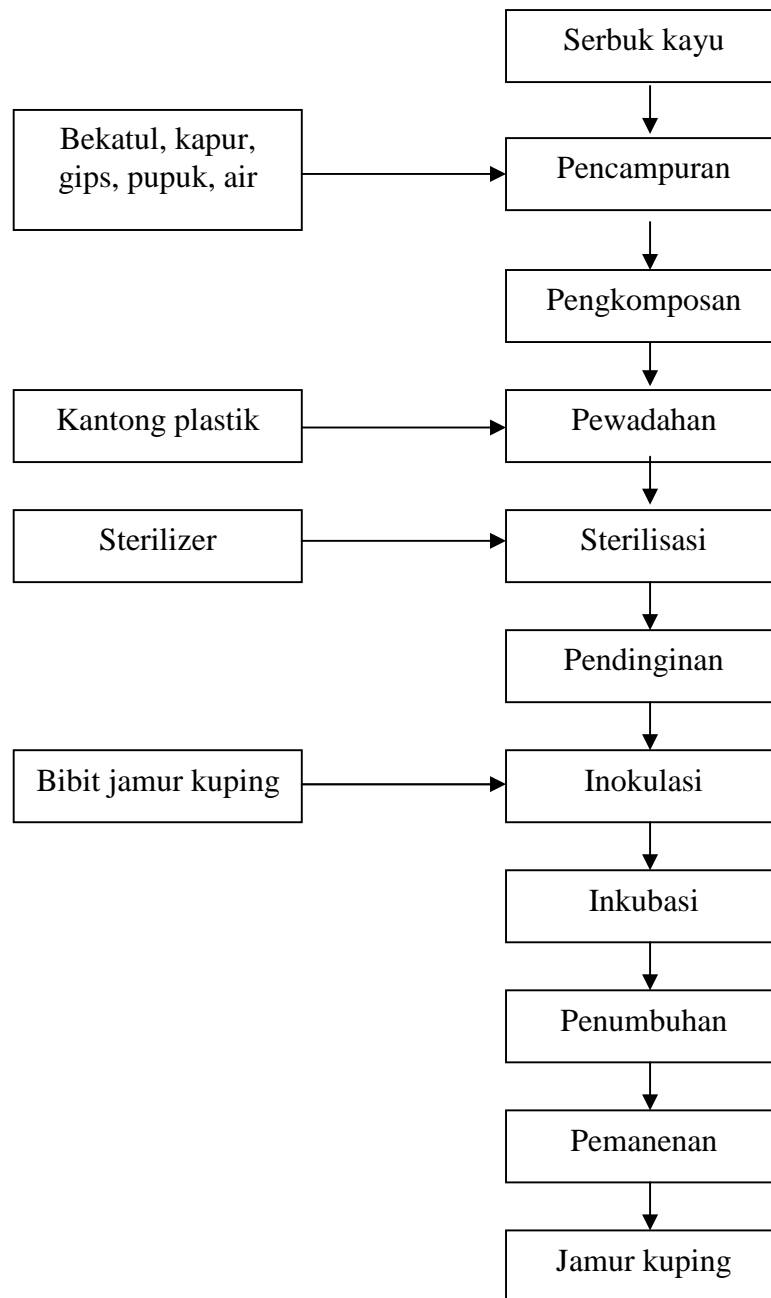 Serbuk kayu
Bekatul, kapur,
gips, pupuk, air
Pencampuran
Pengkomposan
Kantong plastik
Pewadahan
Sterilizer
Sterilisasi
Pendinginan
Bibit jamur kuping
Inokulasi
Inkubasi
Penumbuhan
Pemanenan
Jamur kuping